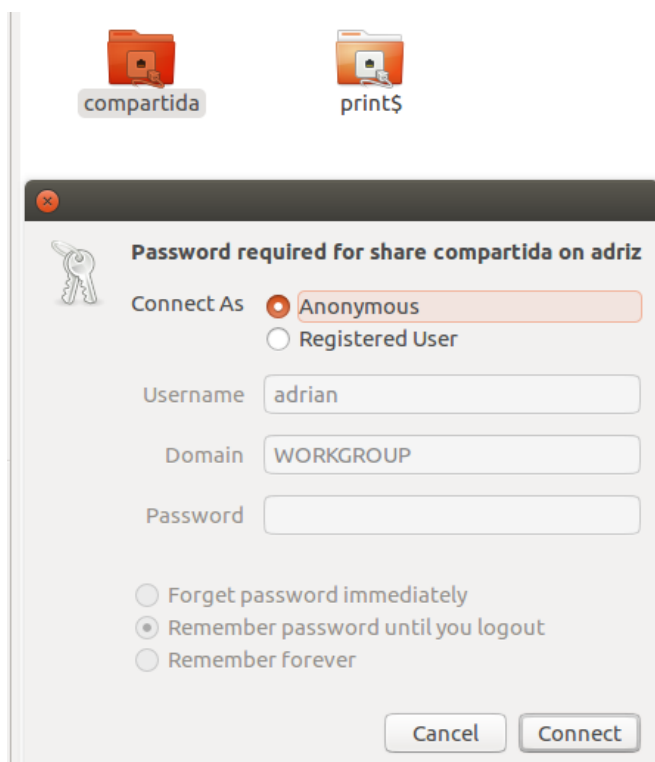 compartida print$
Password required for share compartida on adriz
Connect As Anonymous
Registered User
Username adrian
Domain WORKGROUP
Password
Forget password immediately
Remember password until you logout
Remember forever
Cancel Connect